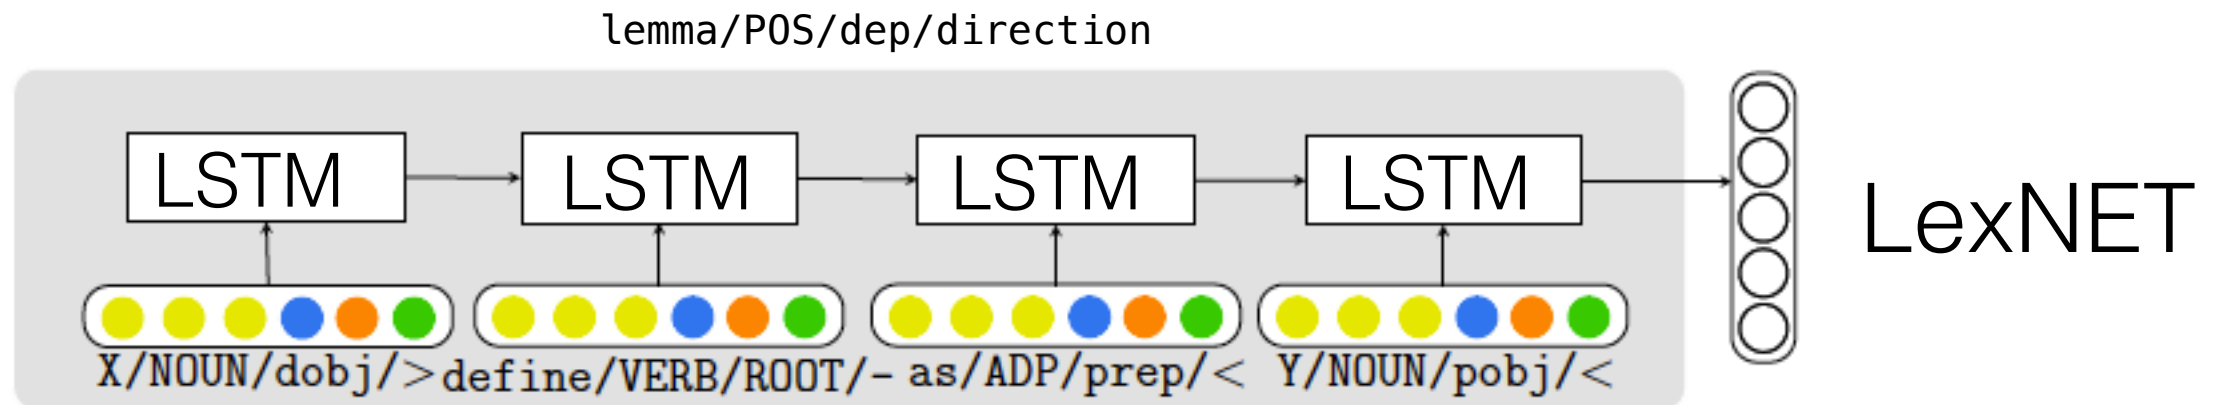 lemma/POS/dep/direction
LSTM LSTM LSTM LSTM
LexNET
X/NOUN/dobj/> define/VERB/ROOT/- as/ADP/prep/< Y/NOUN/pobj/<